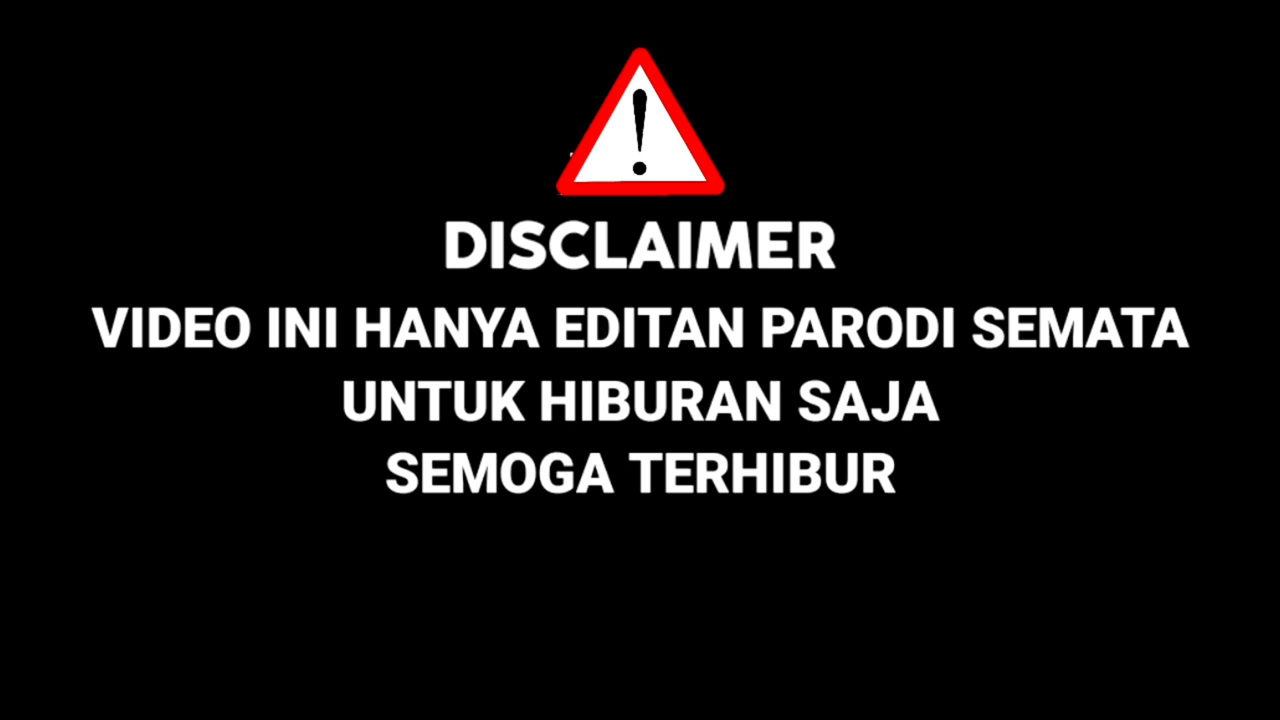 DISCLAIMER
VIDEO INI HANYA EDITAN PARODI SEMATA
UNTUK HIBURAN SAJA
SEMOGA TERHIBUR